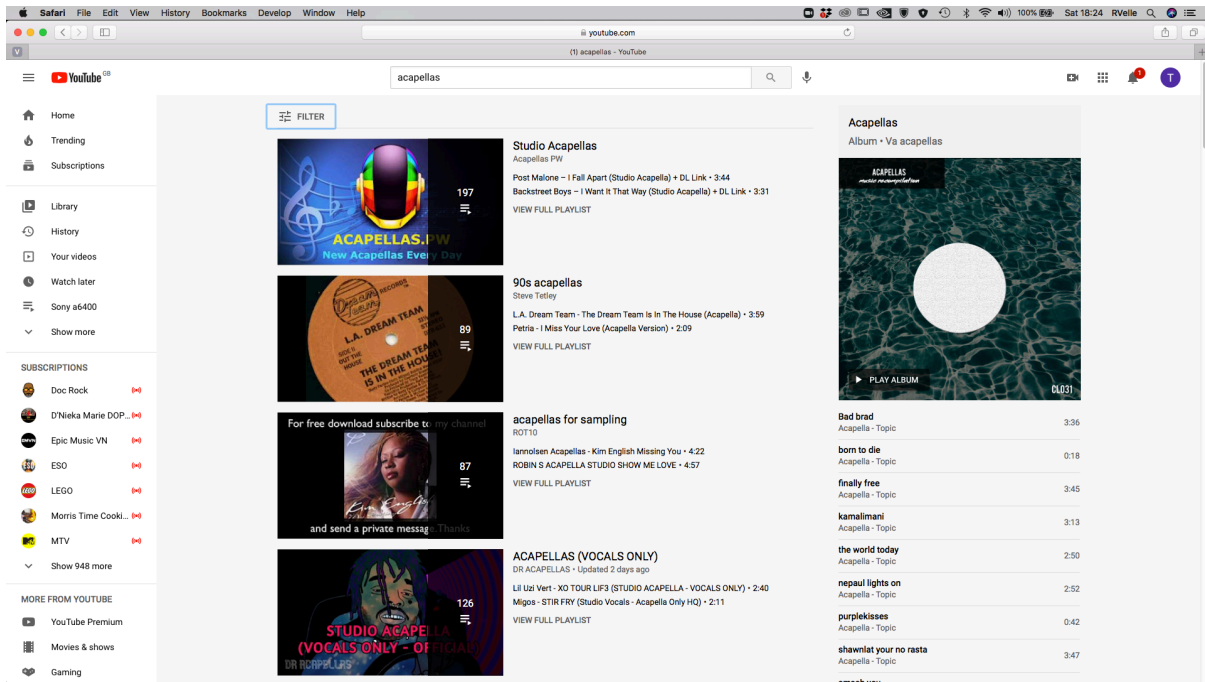 Safari File Edit View History Bookmarks Develop Window Help 100% Sat 18:24 RVelle
youtube.com
V
(1) acapellas - YouTube
YouTube GB
acapellas
1
T
Home
Trending
Subscriptions
Library
History
Your videos
Watch later
Sony a6400
Show more
SUBSCRIPTIONS
Doc Rock
D'Nieka Marie DOP...
Epic Music VN
ESO
LEGO
Morris Time Cooki...
MTV
Show 948 more
MORE FROM YOUTUBE
YouTube Premium
Movies & shows
Gaming
FILTER
ACAPELLAS.PW
New Acapellas Every Day
197
Studio Acapellas
Acapellas PW
Post Malone – I Fall Apart (Studio Acapella) + DL Link • 3:44
Backstreet Boys – I Want It That Way (Studio Acapella) + DL Link • 3:31
VIEW FULL PLAYLIST
L.A. DREAM TEAM
THE DREAM TEAM
IS IN THE HOUSE!
89
90s acapellas
Steve Tetley
L.A. Dream Team - The Dream Team Is In The House (Acapella) • 3:59
Petria - I Miss Your Love (Acapella Version) • 2:09
VIEW FULL PLAYLIST
For free download subscribe to my channel
Kim English
and send a private message.Thanks
87
acapellas for sampling
ROT10
Iannolsen Acapellas - Kim English Missing You • 4:22
ROBIN S ACAPELLA STUDIO SHOW ME LOVE • 4:57
VIEW FULL PLAYLIST
STUDIO ACAPELLA
(VOCALS ONLY - OFFICIAL)
DR ACAPELLAS
126
ACAPELLAS (VOCALS ONLY)
DR ACAPELLAS • Updated 2 days ago
Lil Uzi Vert - XO TOUR LIF3 (STUDIO ACAPELLA - VOCALS ONLY) • 2:40
Migos - STIR FRY (Studio Vocals - Acapella Only HQ) • 2:11
VIEW FULL PLAYLIST
Acapellas
Album • Va acapellas
ACAPELLAS
music recompilation
PLAY ALBUM
CL031
Bad brad
Acapella - Topic
3:36
born to die
Acapella - Topic
0:18
finally free
Acapella - Topic
3:45
kamalimani
Acapella - Topic
3:13
the world today
Acapella - Topic
2:50
nepaul lights on
Acapella - Topic
2:52
purplekisses
Acapella - Topic
0:42
shawnlat your no rasta
Acapella - Topic
3:47